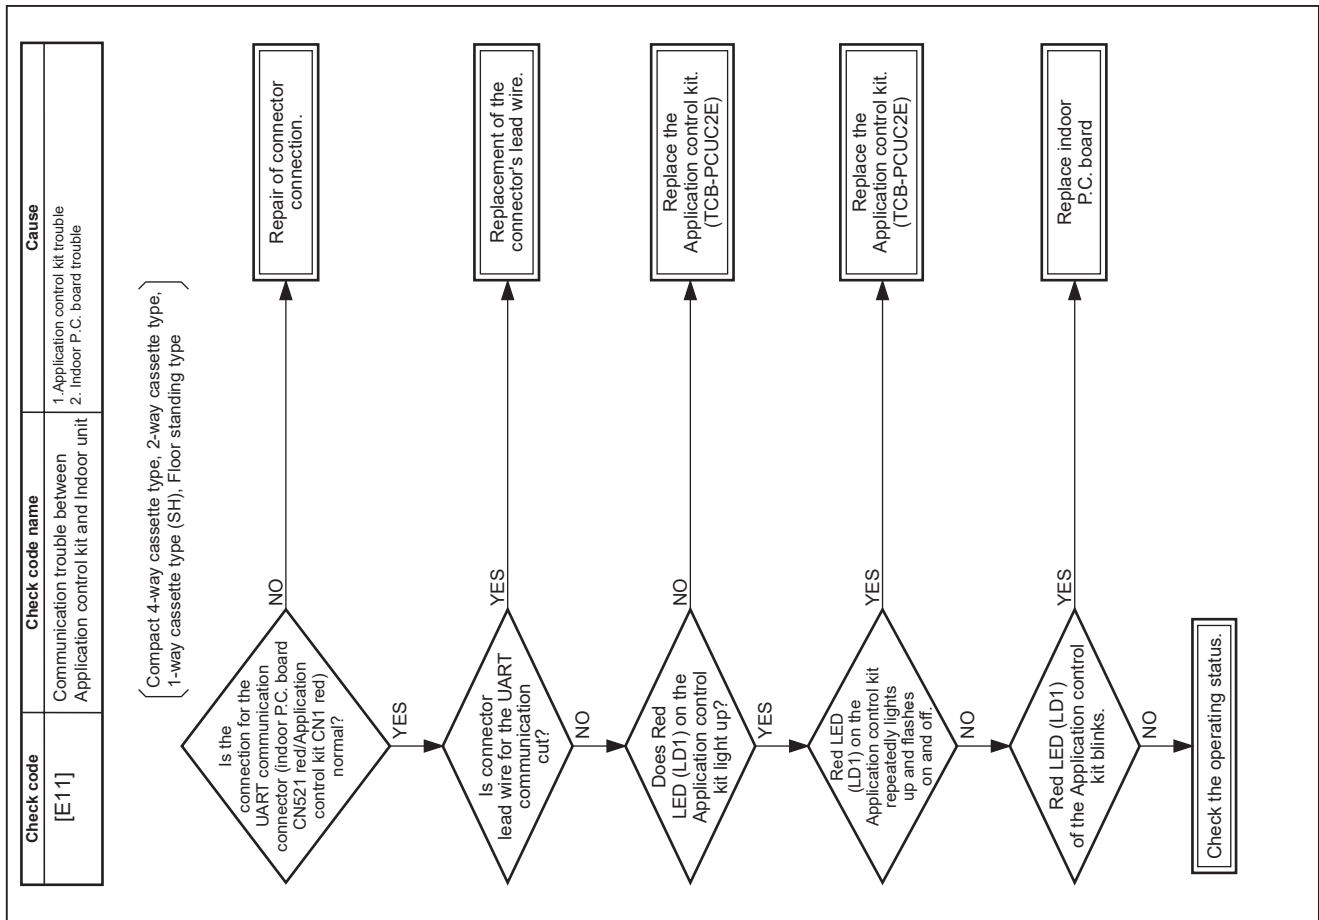 Check code
Check code name
Cause
[E11]
Communication trouble between
Application control kit and Indoor unit
1.Application control kit trouble
2. Indoor P.C. board trouble
Compact 4-way cassette type, 2-way cassette type,
1-way cassette type (SH), Floor standing type
Is the
connection for the
UART communication
connector (indoor P.C. board
CN521 red/Application
control kit CN1 red)
normal?
NO
Repair of connector
connection.
YES
Is connector
lead wire for the UART
communication
cut?
YES
Replacement of the
connector's lead wire.
NO
Does Red
LED (LD1) on the
Application control
kit light up?
NO
Replace the
Application control kit.
(TCB-PCUC2E)
YES
Red LED
(LD1) on the
Application control kit
repeatedly lights
up and flashes
on and off.
YES
Replace the
Application control kit.
(TCB-PCUC2E)
NO
Red LED (LD1)
of the Application control
kit blinks.
YES
Replace indoor
P.C. board
NO
Check the operating status.